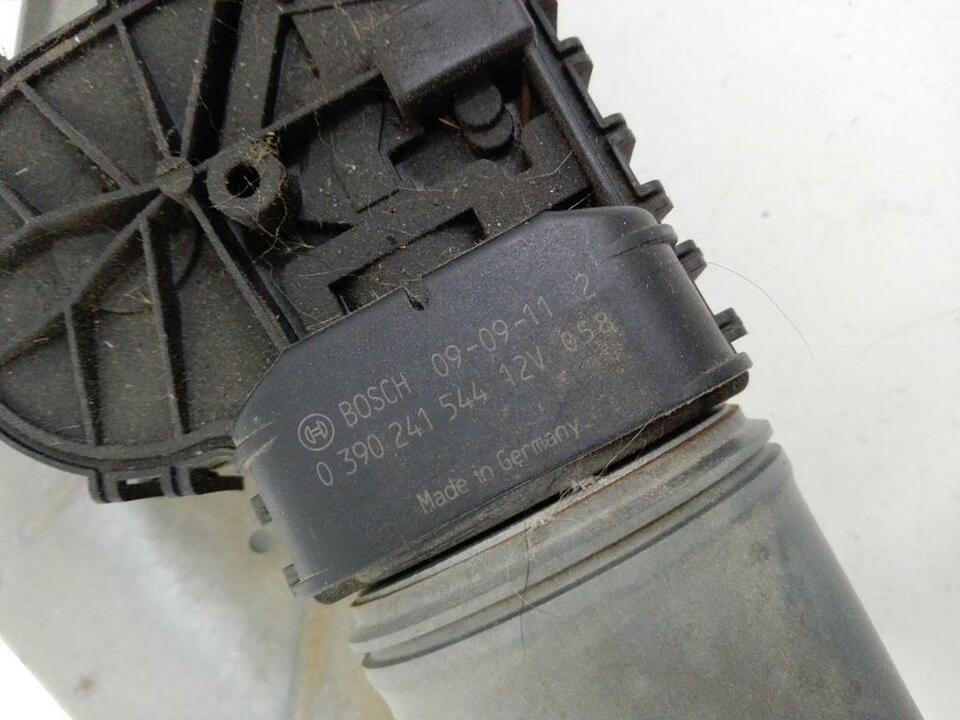 BOSCH 09-09-11 2
0 390 241 544 12V 058
Made in Germany